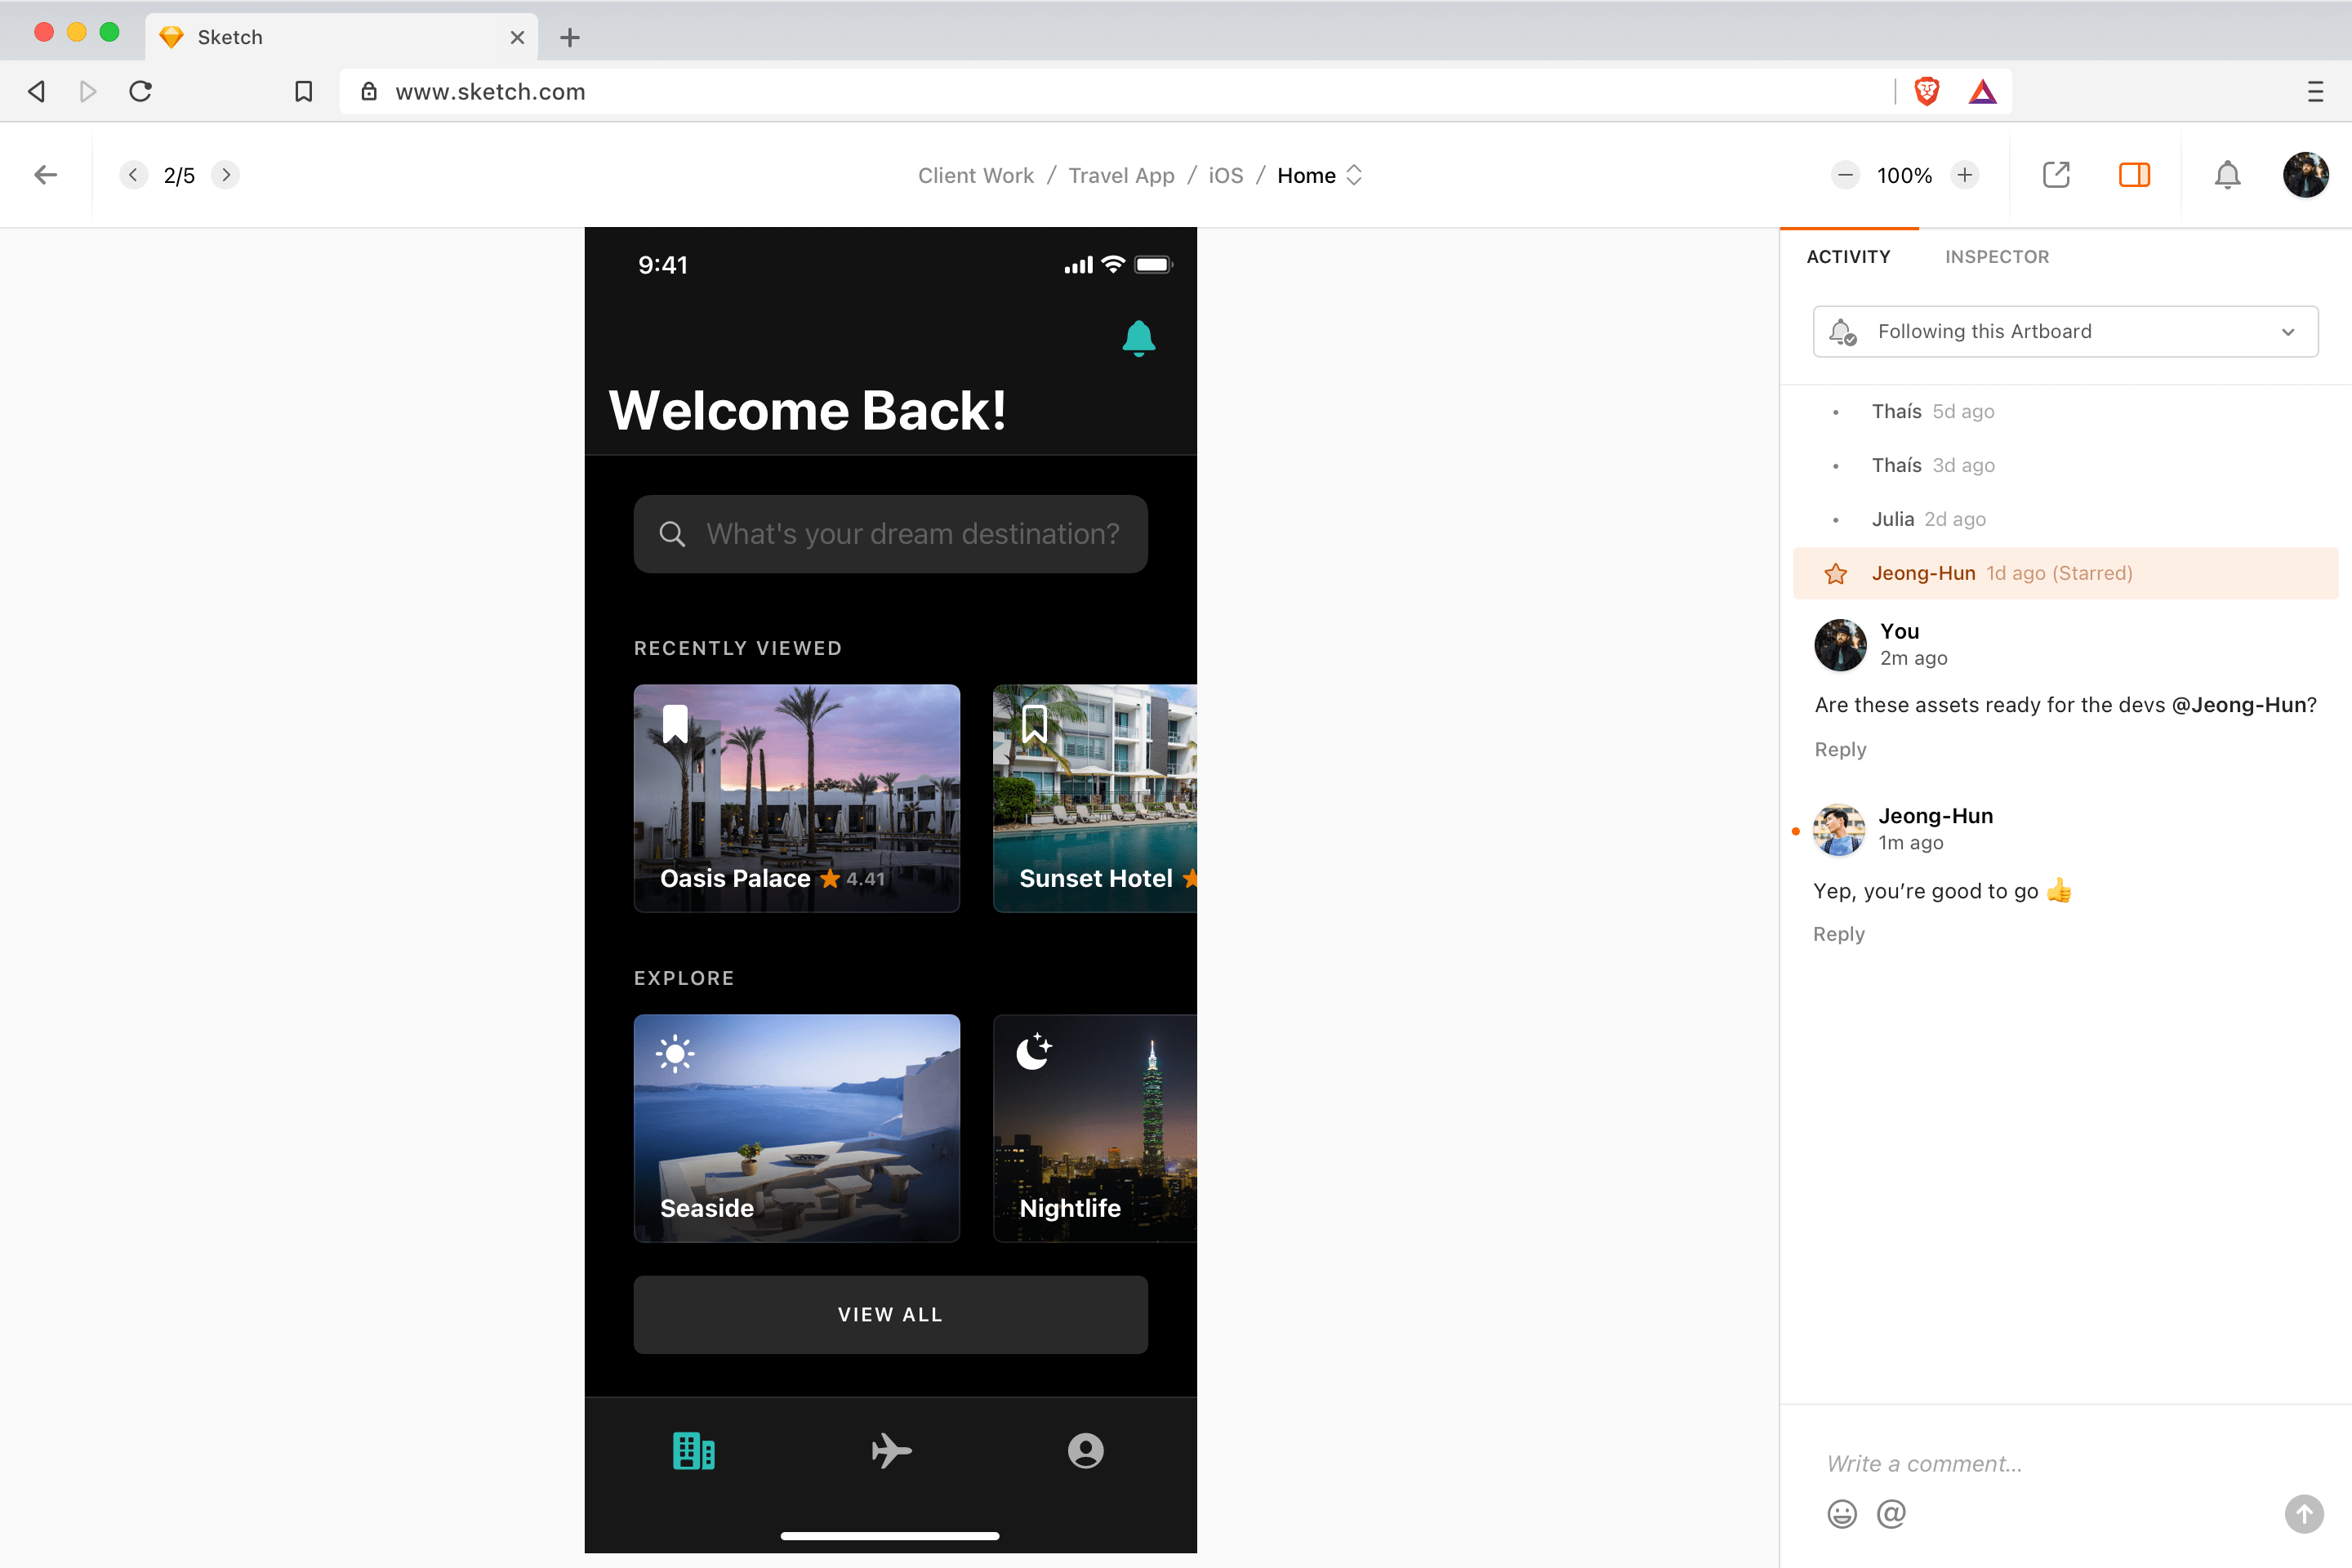 Sketch
www.sketch.com
2/5
Client Work / Travel App / iOS / Home
100%
9:41
Welcome Back!
What's your dream destination?
RECENTLY VIEWED
Oasis Palace 4.41
Sunset Hotel
EXPLORE
Seaside
Nightlife
VIEW ALL
ACTIVITY INSPECTOR
Following this Artboard
Thaís 5d ago
Thaís 3d ago
Julia 2d ago
Jeong-Hun 1d ago (Starred)
You
2m ago
Are these assets ready for the devs @Jeong-Hun?
Reply
Jeong-Hun
1m ago
Yep, you’re good to go 👍
Reply
Write a comment...